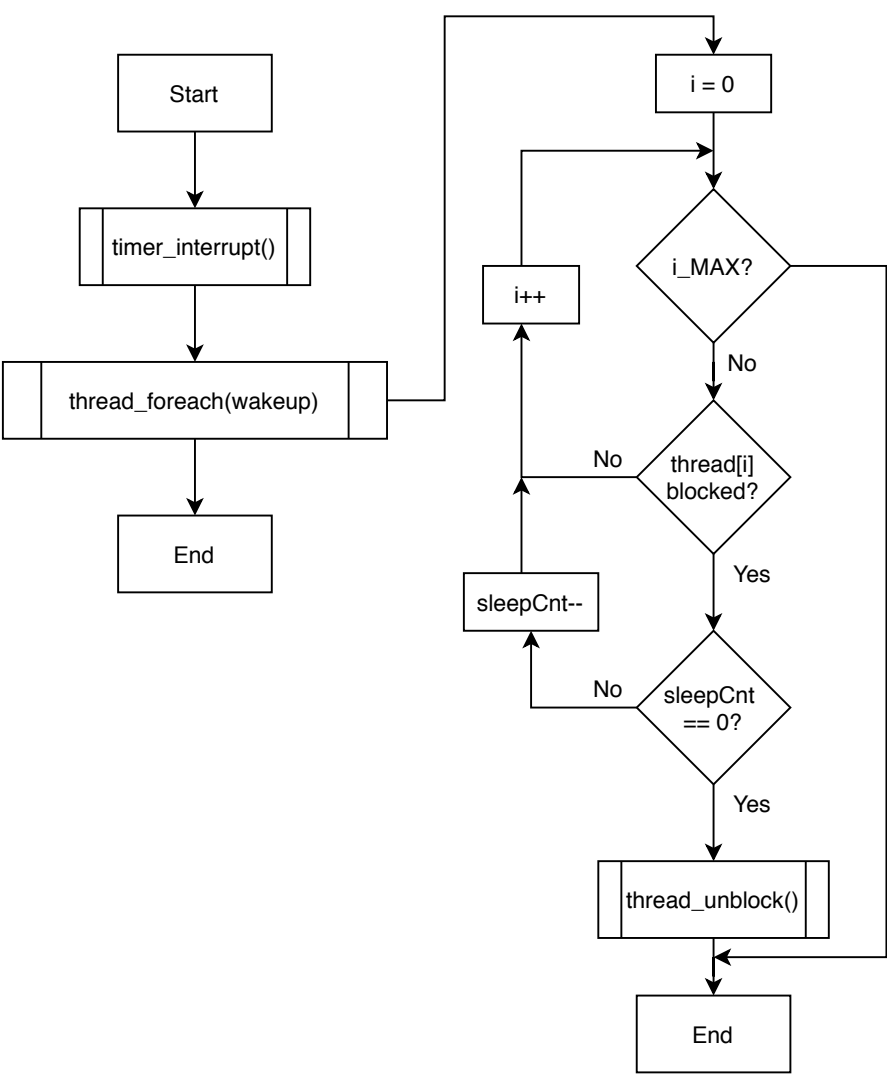 Start
timer_interrupt()
thread_foreach(wakeup)
End
i = 0
i_MAX?
i++
No
thread[i]
blocked?
No
Yes
sleepCnt--
sleepCnt
== 0?
No
Yes
thread_unblock()
End